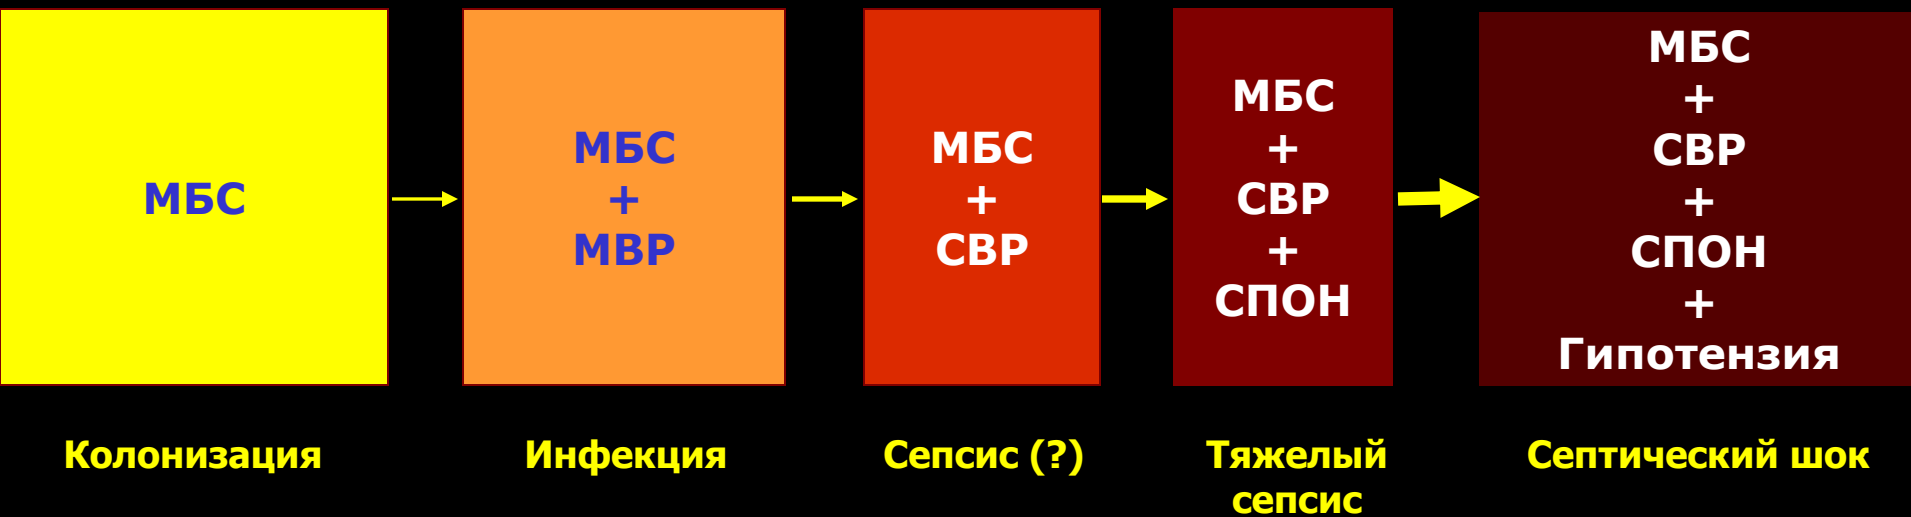 МБС
МБС
+
МВР
МБС
+
СВР
МБС
+
СВР
+
СПОН
МБС
+
СВР
+
СПОН
+
Гипотензия
Колонизация
Инфекция
Сепсис (?)
Тяжелый
сепсис
Септический шок